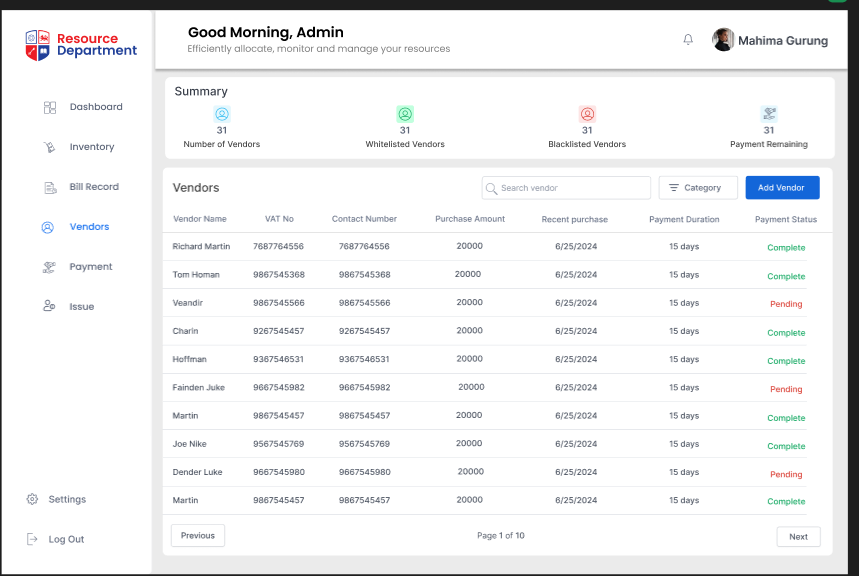 Resource
Department
Good Morning, Admin
Efficiently allocate, monitor and manage your resources
Mahima Gurung
Dashboard
Inventory
Bill Record
Vendors
Payment
Issue
Settings
Log Out
Summary
31
Number of Vendors
31
Whitelisted Vendors
31
Blacklisted Vendors
31
Payment Remaining
Vendors
Search vendor
Category
Add Vendor
Vendor Name VAT No Contact Number Purchase Amount Recent purchase Payment Duration Payment Status
Richard Martin 7687764556 7687764556 20000 6/25/2024 15 days Complete
Tom Homan 9867545368 9867545368 20000 6/25/2024 15 days Complete
Veandir 9867545566 9867545566 20000 6/25/2024 15 days Pending
Charin 9267545457 9267545457 20000 6/25/2024 15 days Complete
Hoffman 9367546531 9367546531 20000 6/25/2024 15 days Complete
Fainden Juke 9667545982 9667545982 20000 6/25/2024 15 days Pending
Martin 9867545457 9867545457 20000 6/25/2024 15 days Complete
Joe Nike 9567545769 9567545769 20000 6/25/2024 15 days Complete
Dender Luke 9667545980 9667545980 20000 6/25/2024 15 days Pending
Martin 9867545457 9867545457 20000 6/25/2024 15 days Complete
Previous
Page 1 of 10
Next